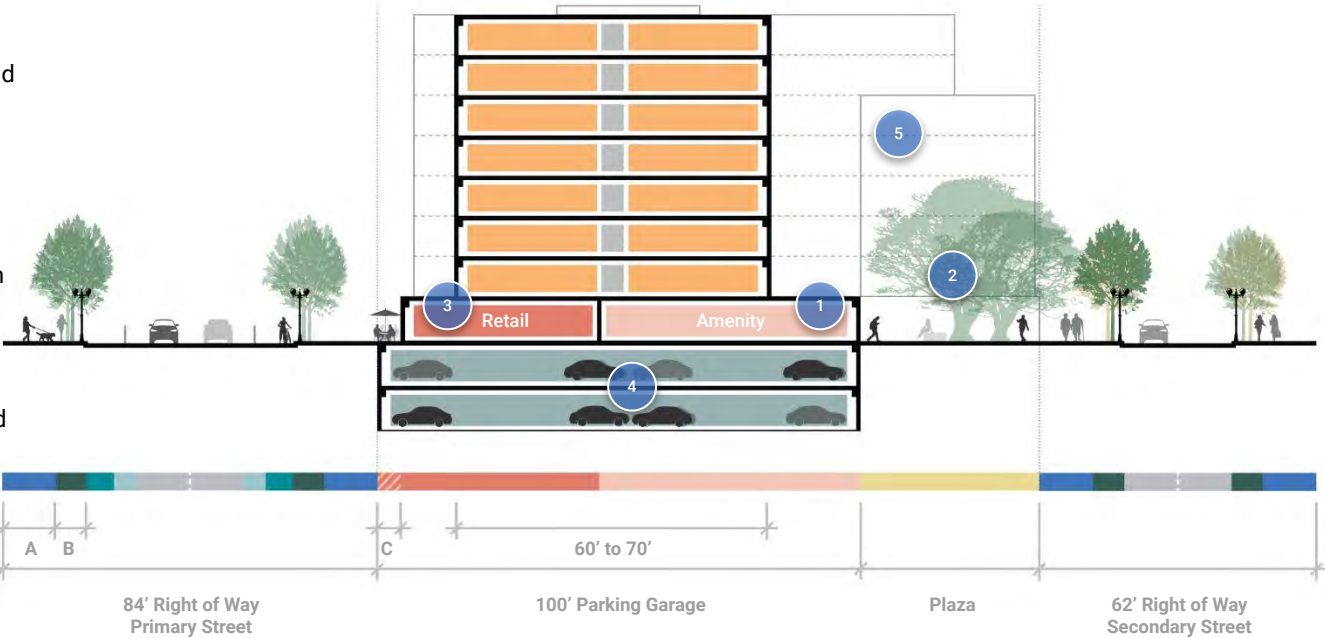 d
5
2
n
3
1
Retail
Amenity
4
d
A
B
C
60’ to 70’
84’ Right of Way
Primary Street
100’ Parking Garage
Plaza
62’ Right of Way
Secondary Street